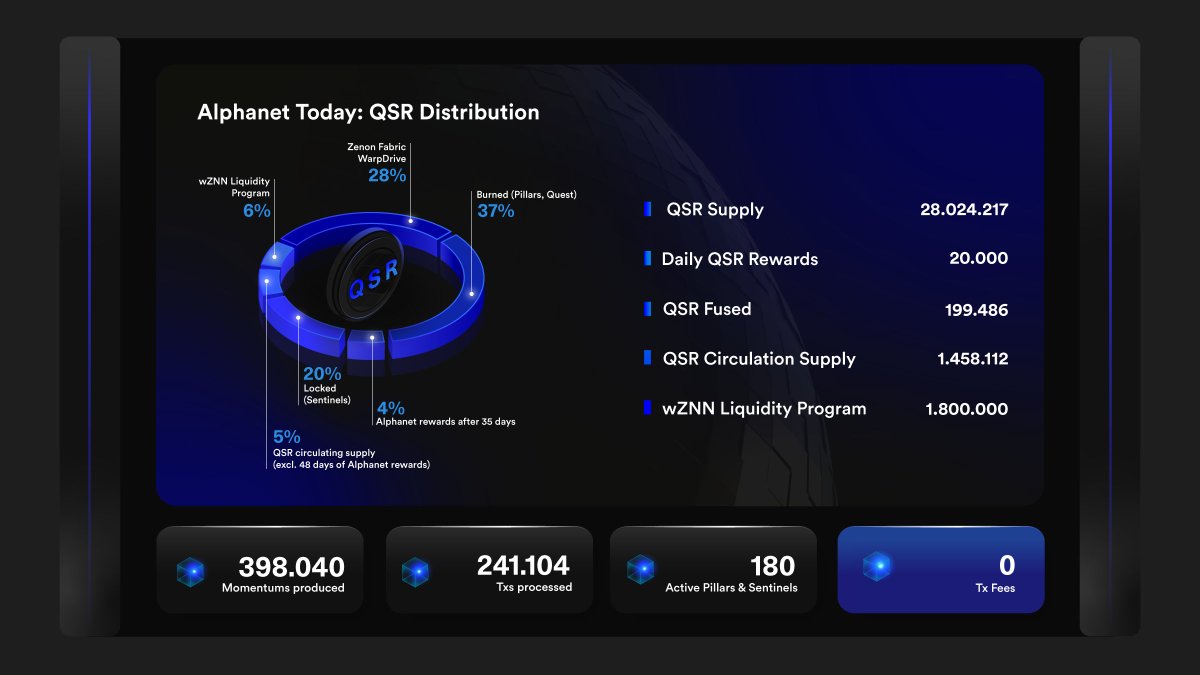 Alphanet Today: QSR Distribution
Zenon Fabric
WarpDrive
28%
wZNN Liquidity
Program
6%
Burned (Pillars, Quest)
37%
QSR
20%
Locked
(Sentinels)
4%
Alphanet rewards after 35 days
5%
QSR circulating supply
(excl. 48 days of Alphanet rewards)
QSR Supply 28.024.217
Daily QSR Rewards 20.000
QSR Fused 199.486
QSR Circulation Supply 1.458.112
wZNN Liquidity Program 1.800.000
398.040
Momentums produced
241.104
Txs processed
180
Active Pillars & Sentinels
0
Tx Fees